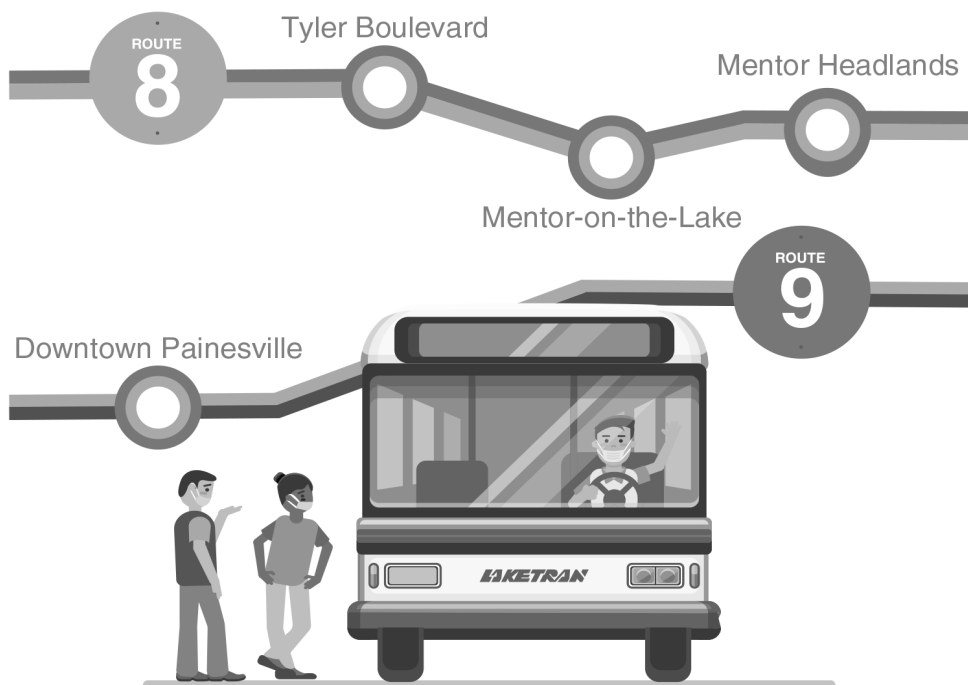 Tyler Boulevard
ROUTE
8
Mentor Headlands
Mentor-on-the-Lake
ROUTE
9
Downtown Painesville
LAKETRAN